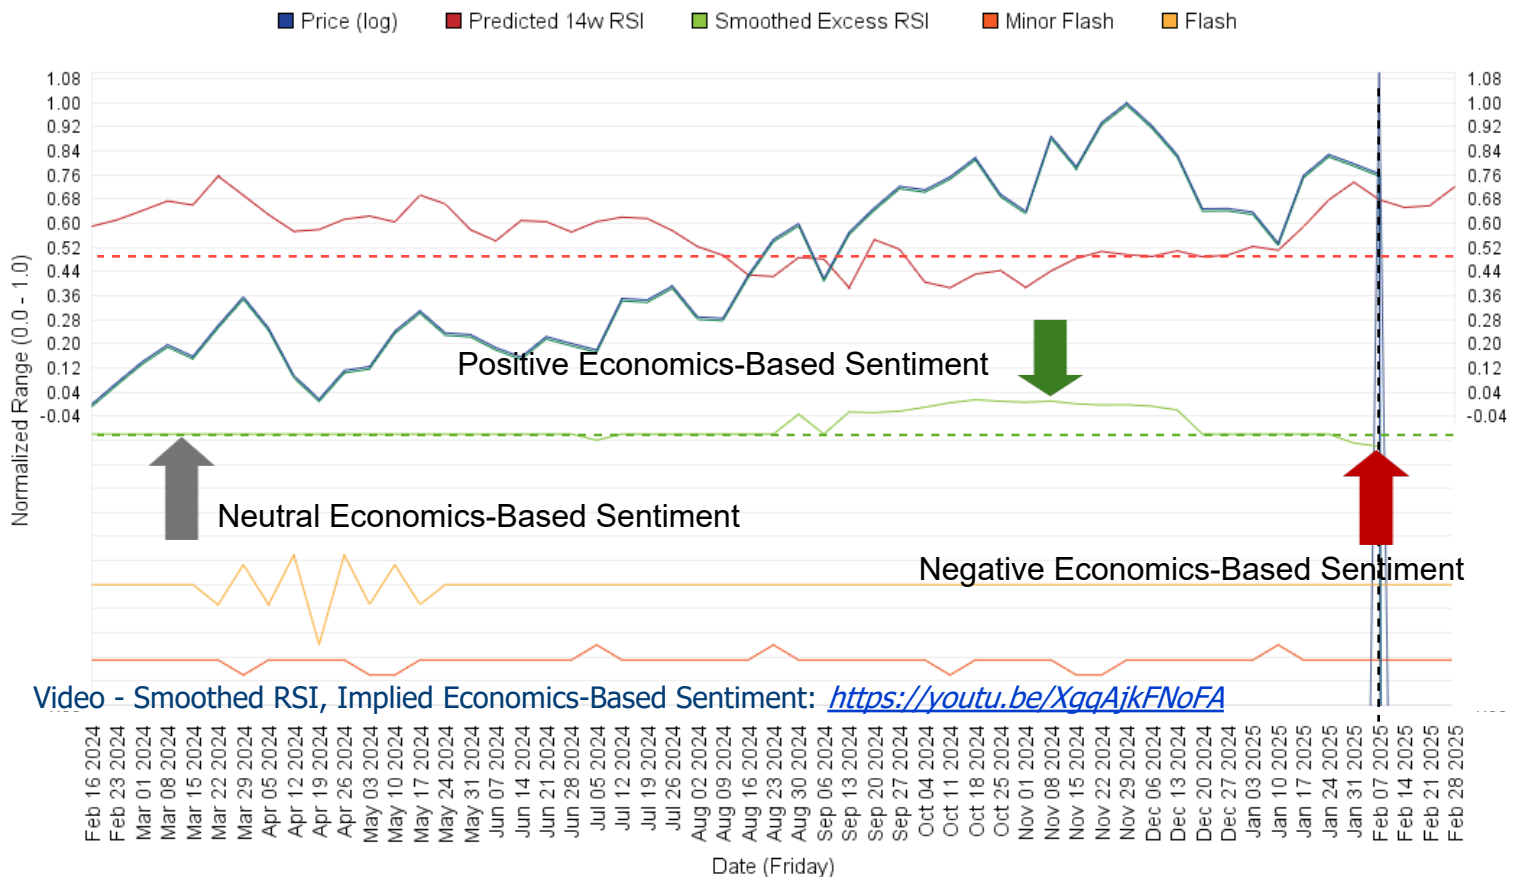 Price (log) Predicted 14w RSI Smoothed Excess RSI Minor Flash Flash
1.08 1.08
1.00 1.00
0.92 0.92
0.84 0.84
0.76 0.76
0.68 0.68
0.60 0.60
0.52 0.52
0.44 0.44
0.36 0.36
0.28 0.28
0.20 0.20
0.12 0.12
0.04 0.04
-0.04 -0.04
Normalized Range (0.0 - 1.0)
Positive Economics-Based Sentiment
Neutral Economics-Based Sentiment
Negative Economics-Based Sentiment
Video - Smoothed RSI, Implied Economics-Based Sentiment: https://youtu.be/XgqAjkFNoFA
Feb 16 2024
Feb 23 2024
Mar 01 2024
Mar 08 2024
Mar 15 2024
Mar 22 2024
Mar 29 2024
Apr 05 2024
Apr 12 2024
Apr 19 2024
Apr 26 2024
May 03 2024
May 10 2024
May 17 2024
May 24 2024
May 31 2024
Jun 07 2024
Jun 14 2024
Jun 21 2024
Jun 28 2024
Jul 05 2024
Jul 12 2024
Jul 19 2024
Jul 26 2024
Aug 02 2024
Aug 09 2024
Aug 16 2024
Aug 23 2024
Aug 30 2024
Sep 06 2024
Sep 13 2024
Sep 20 2024
Sep 27 2024
Oct 04 2024
Oct 11 2024
Oct 18 2024
Oct 25 2024
Nov 01 2024
Nov 08 2024
Nov 15 2024
Nov 22 2024
Nov 29 2024
Dec 06 2024
Dec 13 2024
Dec 20 2024
Dec 27 2024
Jan 03 2025
Jan 10 2025
Jan 17 2025
Jan 24 2025
Jan 31 2025
Feb 07 2025
Feb 14 2025
Feb 21 2025
Feb 28 2025
Date (Friday)